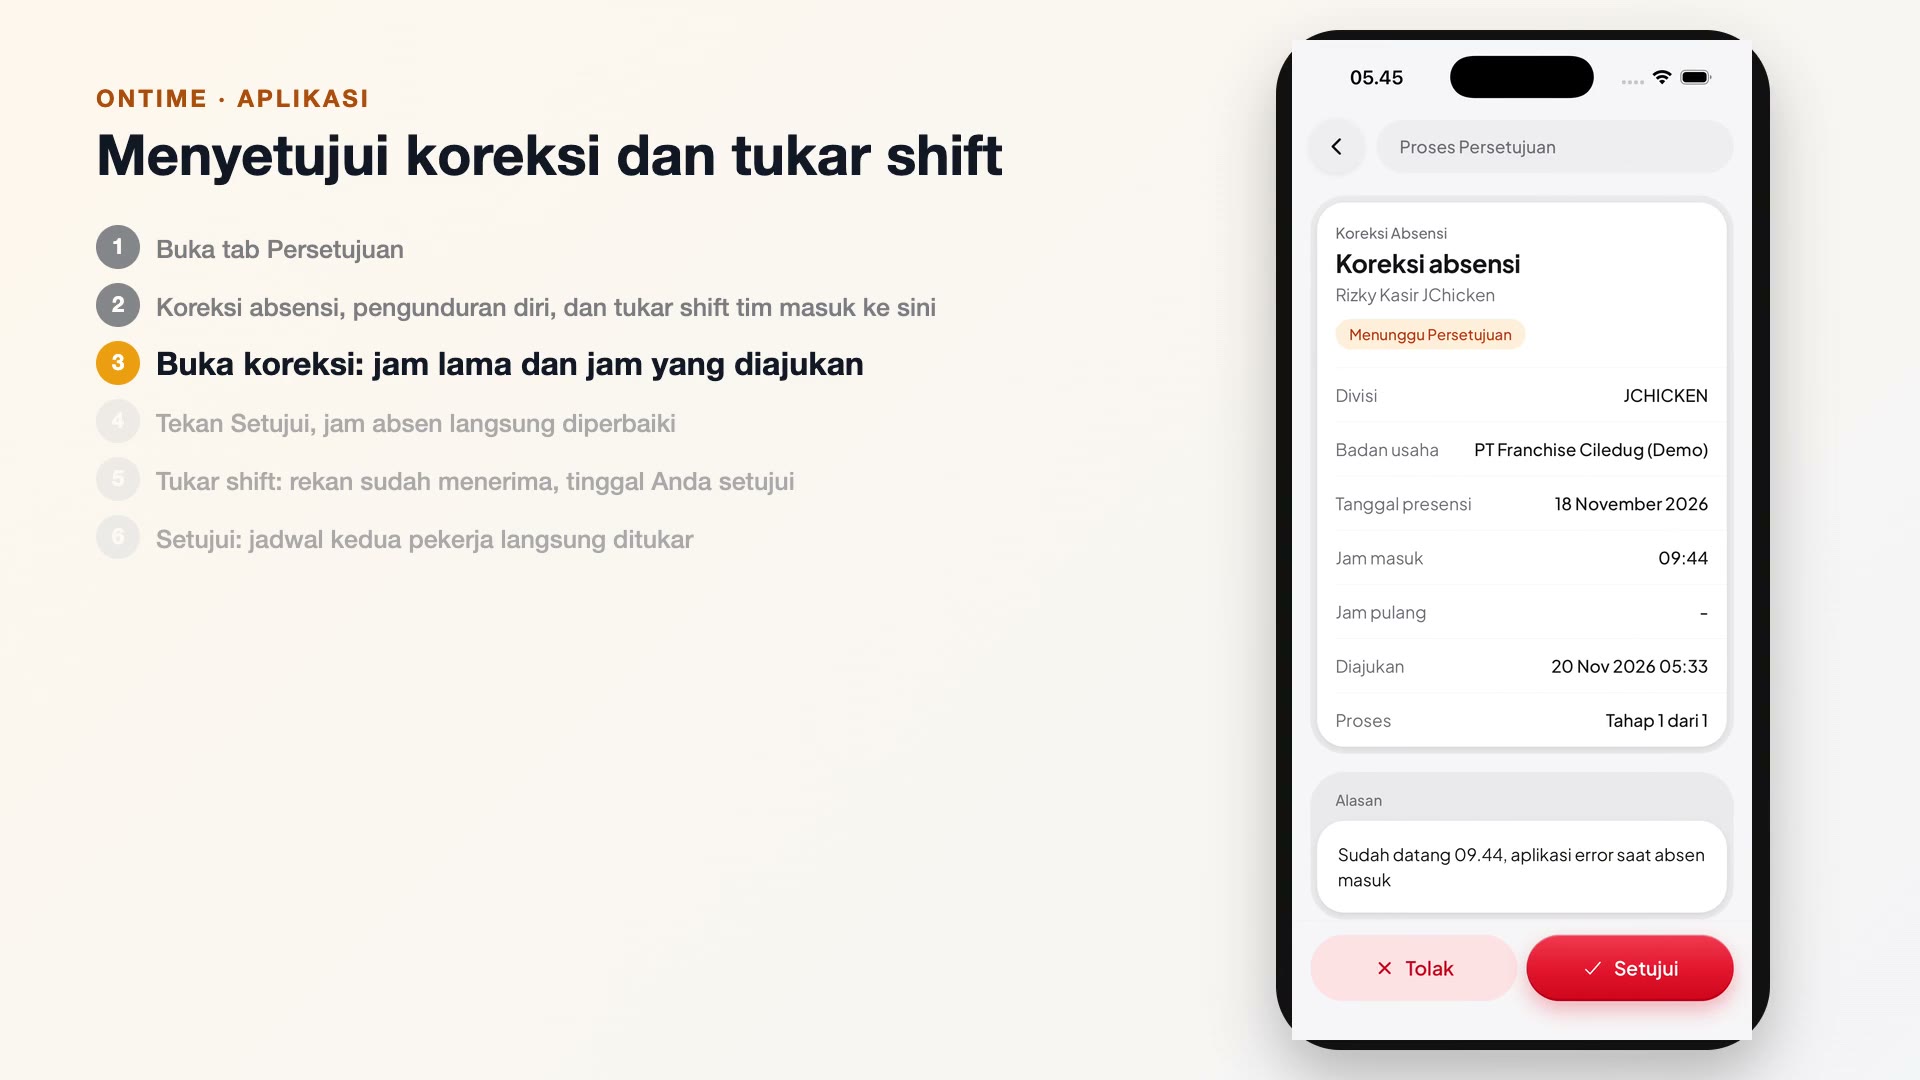 ONTIME · APLIKASI
Menyetujui koreksi dan tukar shift
1 Buka tab Persetujuan
2 Koreksi absensi, pengunduran diri, dan tukar shift tim masuk ke sini
3 Buka koreksi: jam lama dan jam yang diajukan
4 Tekan Setujui, jam absen langsung diperbaiki
5 Tukar shift: rekan sudah menerima, tinggal Anda setujui
6 Setujui: jadwal kedua pekerja langsung ditukar
05.45
Proses Persetujuan
Koreksi Absensi
Koreksi absensi
Rizky Kasir JChicken
Menunggu Persetujuan
Divisi JCHICKEN
Badan usaha PT Franchise Ciledug (Demo)
Tanggal presensi 18 November 2026
Jam masuk 09:44
Jam pulang -
Diajukan 20 Nov 2026 05:33
Proses Tahap 1 dari 1
Alasan
Sudah datang 09.44, aplikasi error saat absen
masuk
Tolak
Setujui